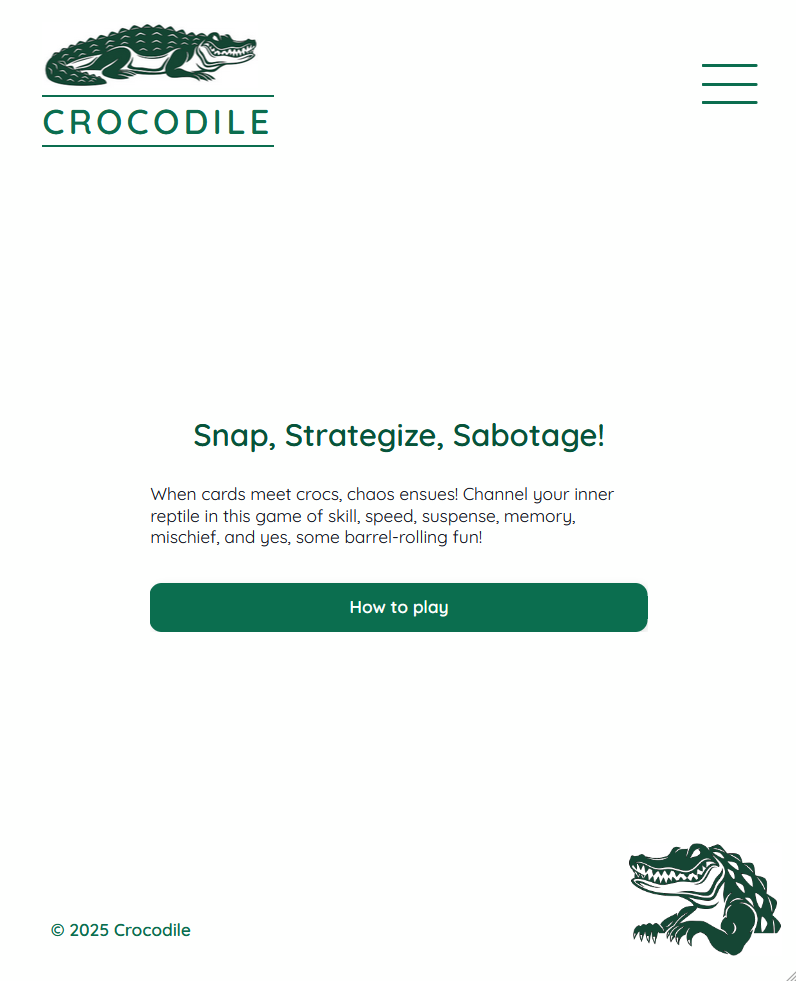 CROCODILE
Snap, Strategize, Sabotage!
When cards meet crocs, chaos ensues! Channel your inner
reptile in this game of skill, speed, suspense, memory,
mischief, and yes, some barrel-rolling fun!
How to play
© 2025 Crocodile